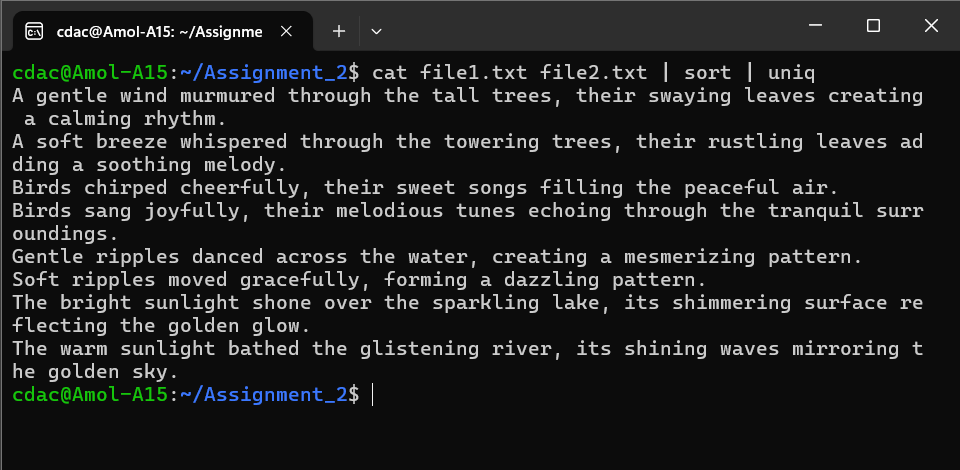 cdac@Amol-A15: ~/Assignme
cdac@Amol-A15:~/Assignment_2$ cat file1.txt file2.txt | sort | uniq
A gentle wind murmured through the tall trees, their swaying leaves creating
 a calming rhythm.
A soft breeze whispered through the towering trees, their rustling leaves ad
ding a soothing melody.
Birds chirped cheerfully, their sweet songs filling the peaceful air.
Birds sang joyfully, their melodious tunes echoing through the tranquil surr
oundings.
Gentle ripples danced across the water, creating a mesmerizing pattern.
Soft ripples moved gracefully, forming a dazzling pattern.
The bright sunlight shone over the sparkling lake, its shimmering surface re
flecting the golden glow.
The warm sunlight bathed the glistening river, its shining waves mirroring t
he golden sky.
cdac@Amol-A15:~/Assignment_2$